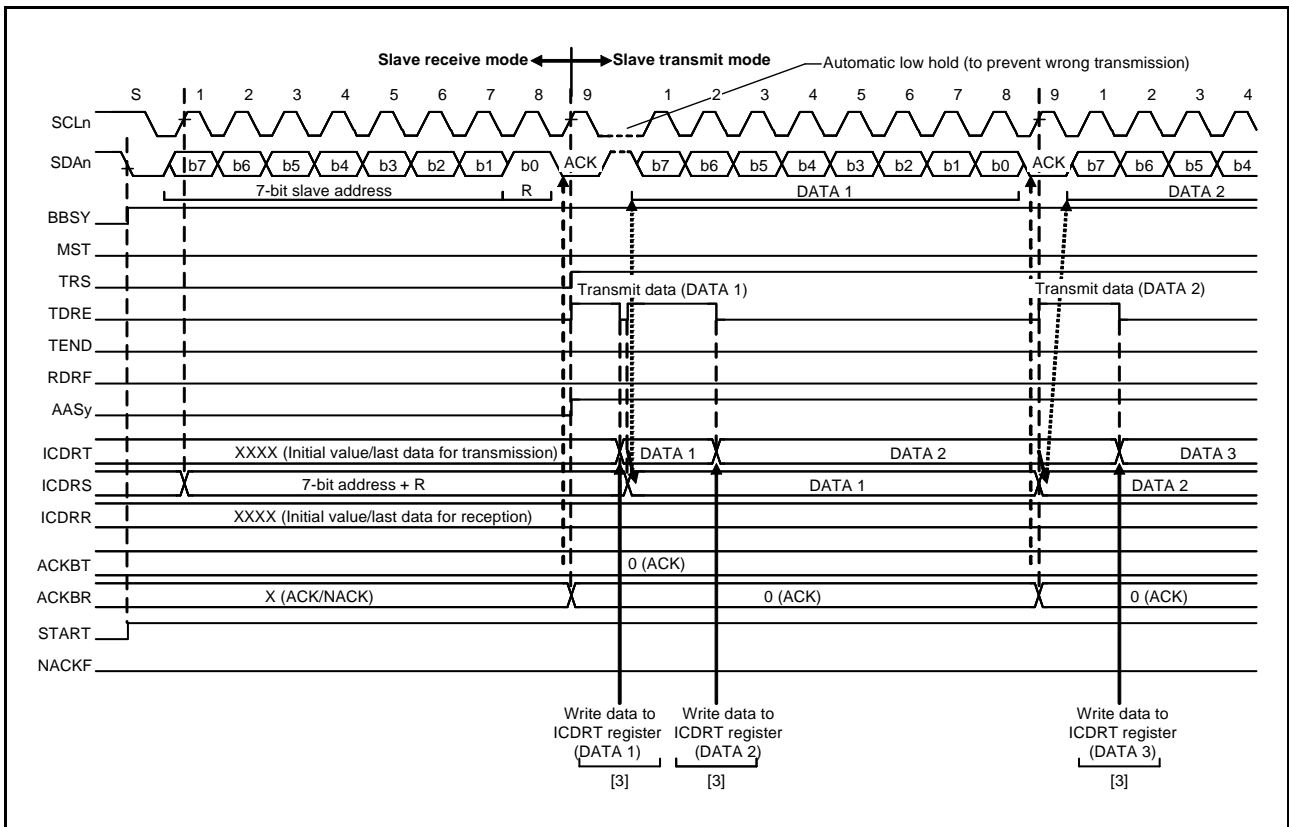 Slave receive mode Slave transmit mode
Automatic low hold (to prevent wrong transmission)
S 1 2 3 4 5 6 7 8 9 1 2 3 4 5 6 7 8 9 1 2 3 4
SCLn
SDAn b7 b6 b5 b4 b3 b2 b1 b0 ACK b7 b6 b5 b4 b3 b2 b1 b0 ACK b7 b6 b5 b4
7-bit slave address R DATA 1 DATA 2
BBSY
MST
TRS
Transmit data (DATA 1) Transmit data (DATA 2)
TDRE
TEND
RDRF
AASy
ICDRT XXXX (Initial value/last data for transmission) DATA 1 DATA 2 DATA 3
ICDRS 7-bit address + R DATA 1 DATA 2
ICDRR XXXX (Initial value/last data for reception)
ACKBT 0 (ACK)
ACKBR X (ACK/NACK) 0 (ACK) 0 (ACK)
START
NACKF
Write data to Write data to Write data to
ICDRT register ICDRT register ICDRT register
(DATA 1) (DATA 2) (DATA 3)
[3] [3] [3]